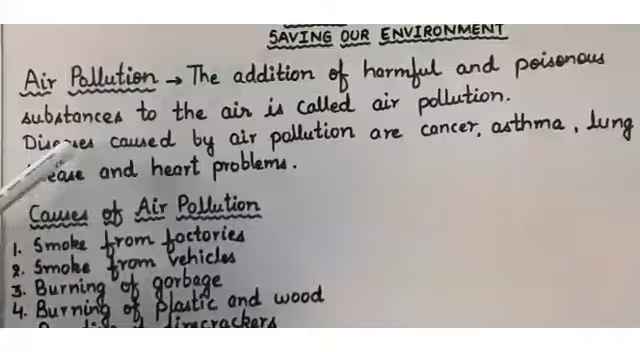 SAVING OUR ENVIRONMENT
Air Pollution → The addition of harmful and poisonous
substances to the air is called air pollution.
Diseases caused by air pollution are cancer, asthma, lung
and heart problems.
Causes of Air Pollution
1. Smoke from factories
2. Smoke from vehicles
3. Burning of garbage
4. Burning of plastic and wood
firecrackers